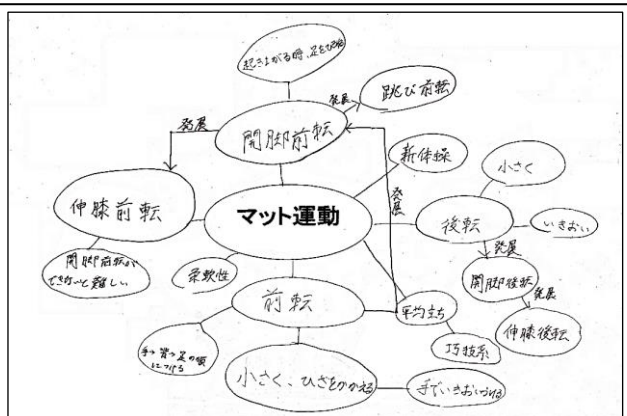 起き上がる時、足を
発展
跳び前転
発展
開脚前転
新体操
小さく
伸膝前転
マット運動
発展
後転
いきおい
開脚前転が
できないと難しい
柔軟性
発展
開脚後転
前転
平均立ち
発展
伸膝後転
手→背→足の順
につける
巧技系
小さく、ひざをかかえる
手でいきおいつける